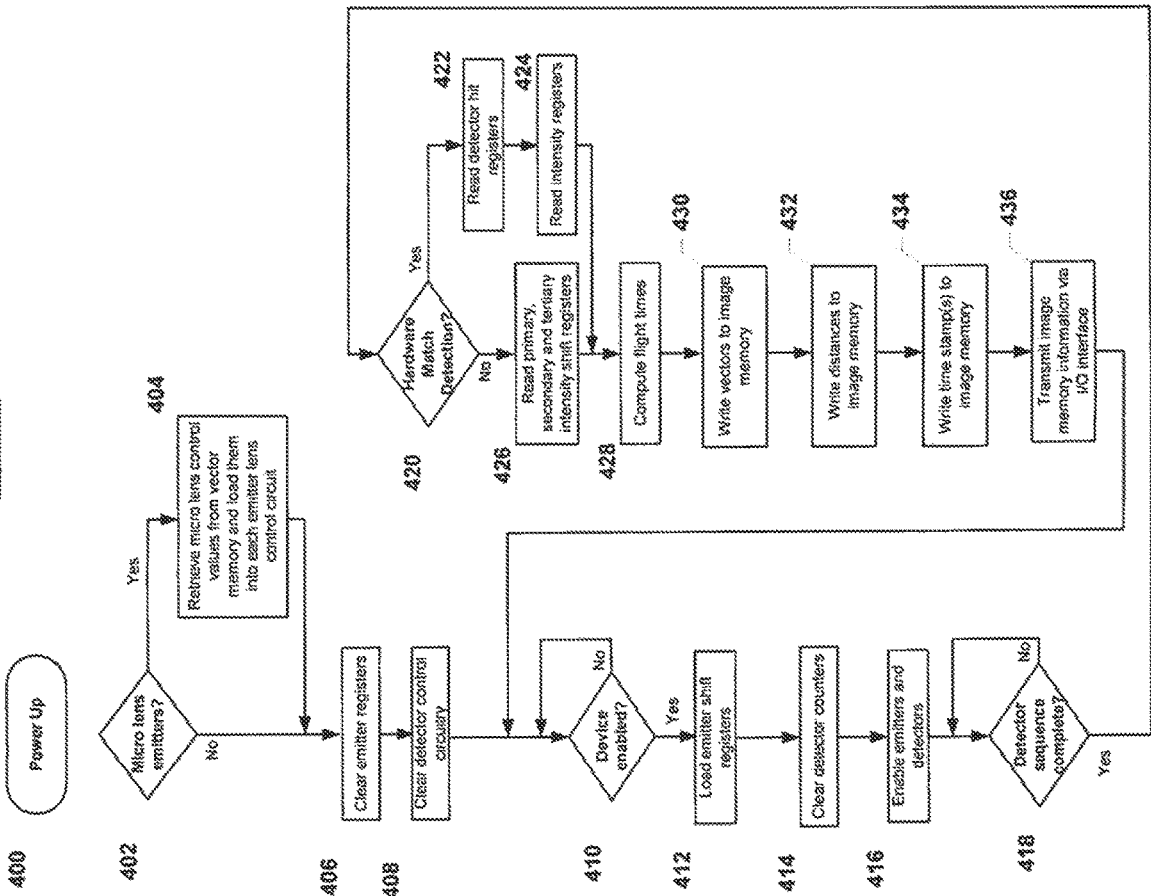 400
Power Up
402
Micro lens
emitters?
Yes
No
404
Retrieve micro lens control
values from vector
memory and load them
into each emitter lens
control circuit
406
Clear emitter registers
408
Clear detector control
circuitry
410
Device
enabled?
No
Yes
412
Load emitter shift
registers
414
Clear detector counters
416
Enable emitters and
detectors
418
Detector
sequence
complete?
No
Yes
420
Hardware
Match
Detection?
Yes
No
422
Read detector hit
registers
424
Read intensity registers
426
Read primary,
secondary and tertiary
intensity shift registers
428
Compute flight times
430
Write vectors to image
memory
432
Write distances to
image memory
434
Write time stamp(s) to
image memory
436
Transmit image
memory information via
I/O interface